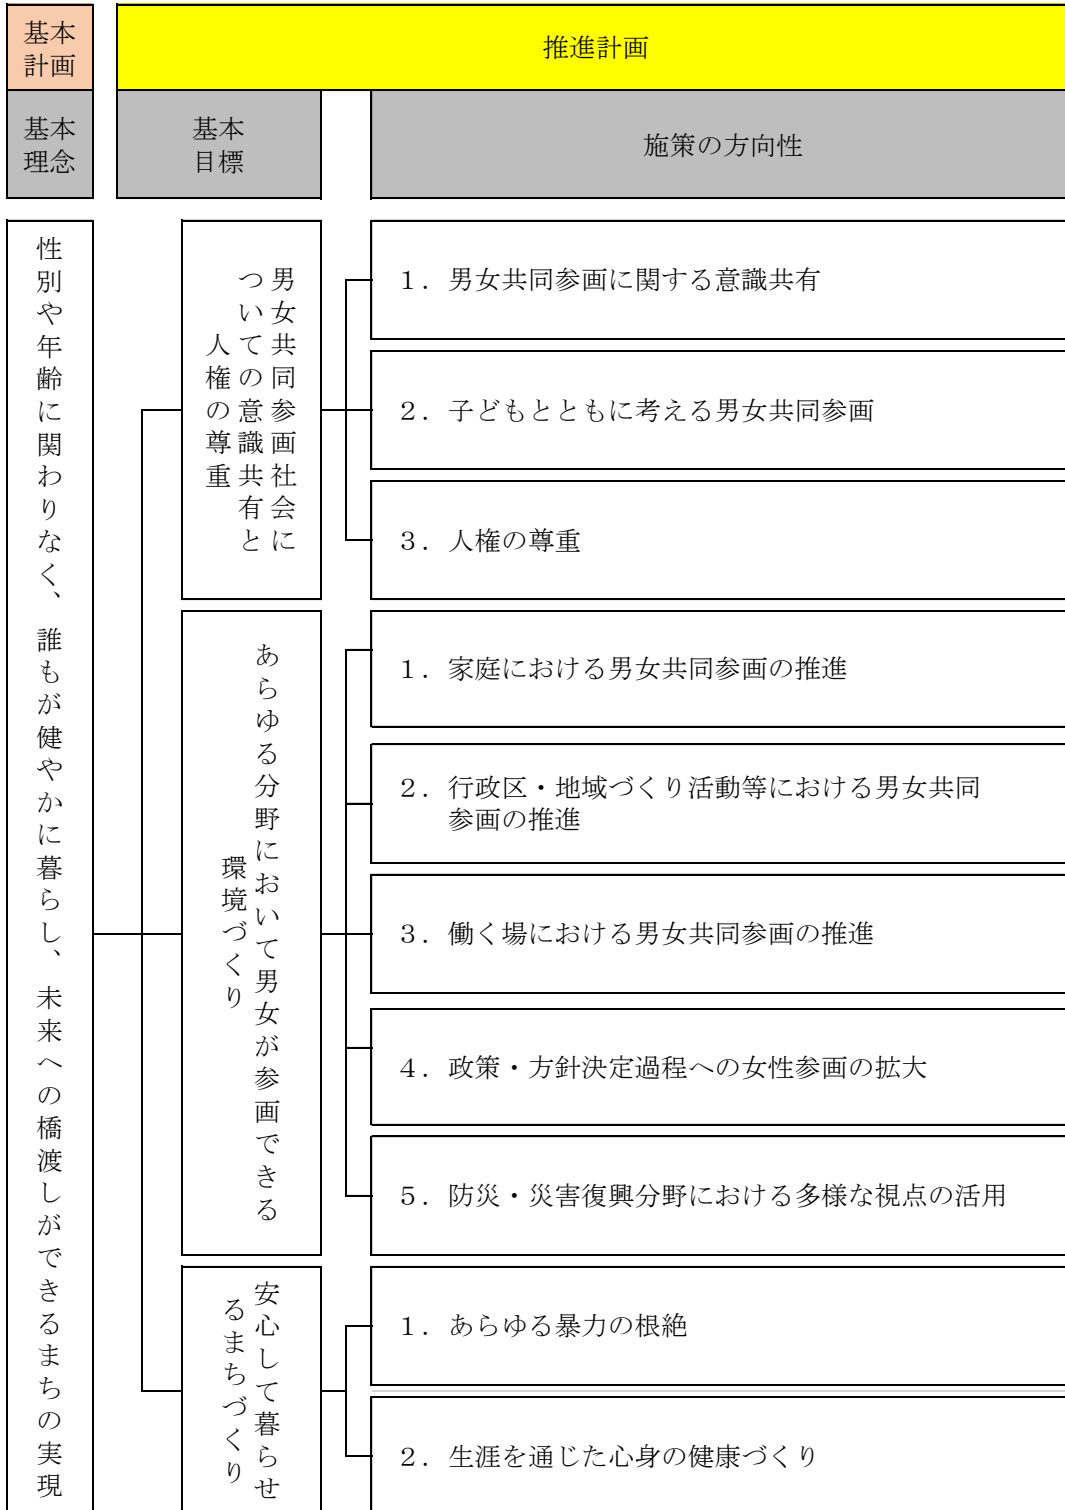 基本
計画
推進計画
基本
理念
基本
目標
施策の方向性
性別や年齢に関わりなく、誰もが健やかに暮らし、未来への橋渡しができるまちの実現
男女共同参画社会に
ついての意識共有と
人権の尊重
１．男女共同参画に関する意識共有
２．子どもとともに考える男女共同参画
３．人権の尊重
あらゆる分野において男女が参画できる
環境づくり
１．家庭における男女共同参画の推進
２．行政区・地域づくり活動等における男女共同
参画の推進
３．働く場における男女共同参画の推進
４．政策・方針決定過程への女性参画の拡大
５．防災・災害復興分野における多様な視点の活用
安心して暮らせ
るまちづくり
１．あらゆる暴力の根絶
２．生涯を通じた心身の健康づくり